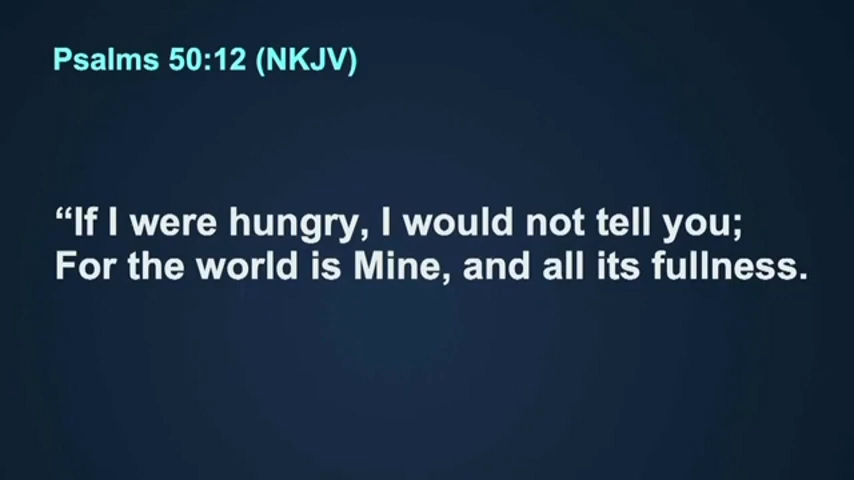 Psalms 50:12 (NKJV)
“If I were hungry, I would not tell you;
For the world is Mine, and all its fullness.